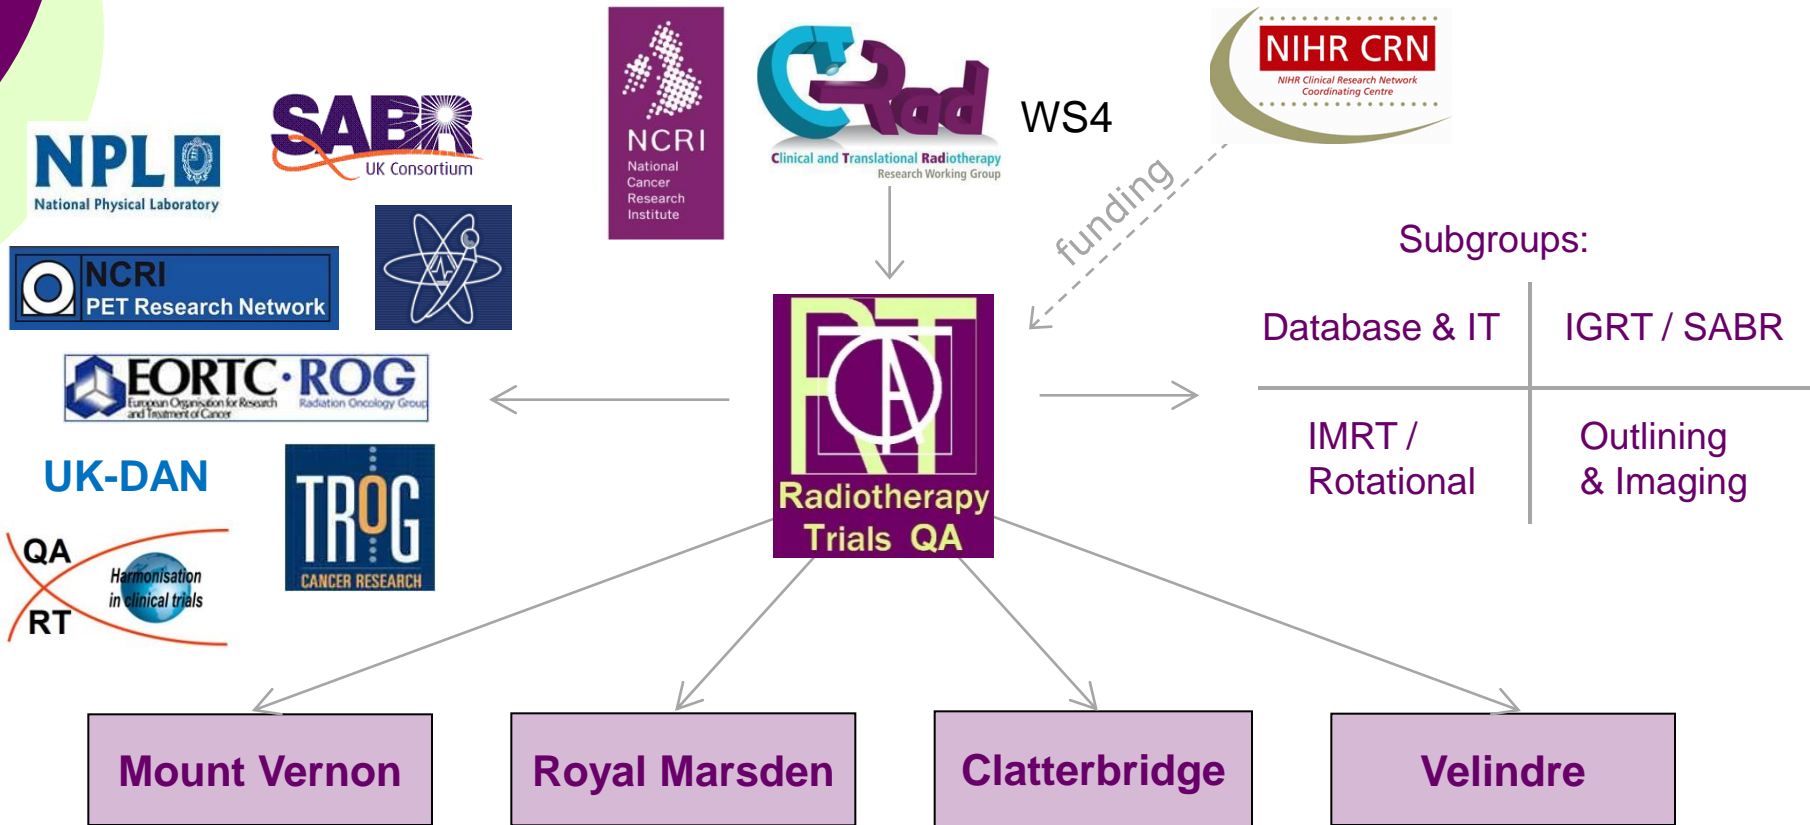 NCRI
National
Cancer
Research
Institute
CTRad
Clinical and Translational Radiotherapy
Research Working Group
WS4
NIHR CRN
NIHR Clinical Research Network
Coordinating Centre
funding
SABR
UK Consortium
NPL
National Physical Laboratory
NCRI
PET Research Network
EORTC · ROG
European Organisation for Research
and Treatment of Cancer
Radiation Oncology Group
UK-DAN
TROG
CANCER RESEARCH
QA
Harmonisation
in clinical trials
RT
RT
QA
Radiotherapy
Trials QA
Subgroups:
Database & IT
IGRT / SABR
IMRT /
Rotational
Outlining
& Imaging
Mount Vernon
Royal Marsden
Clatterbridge
Velindre